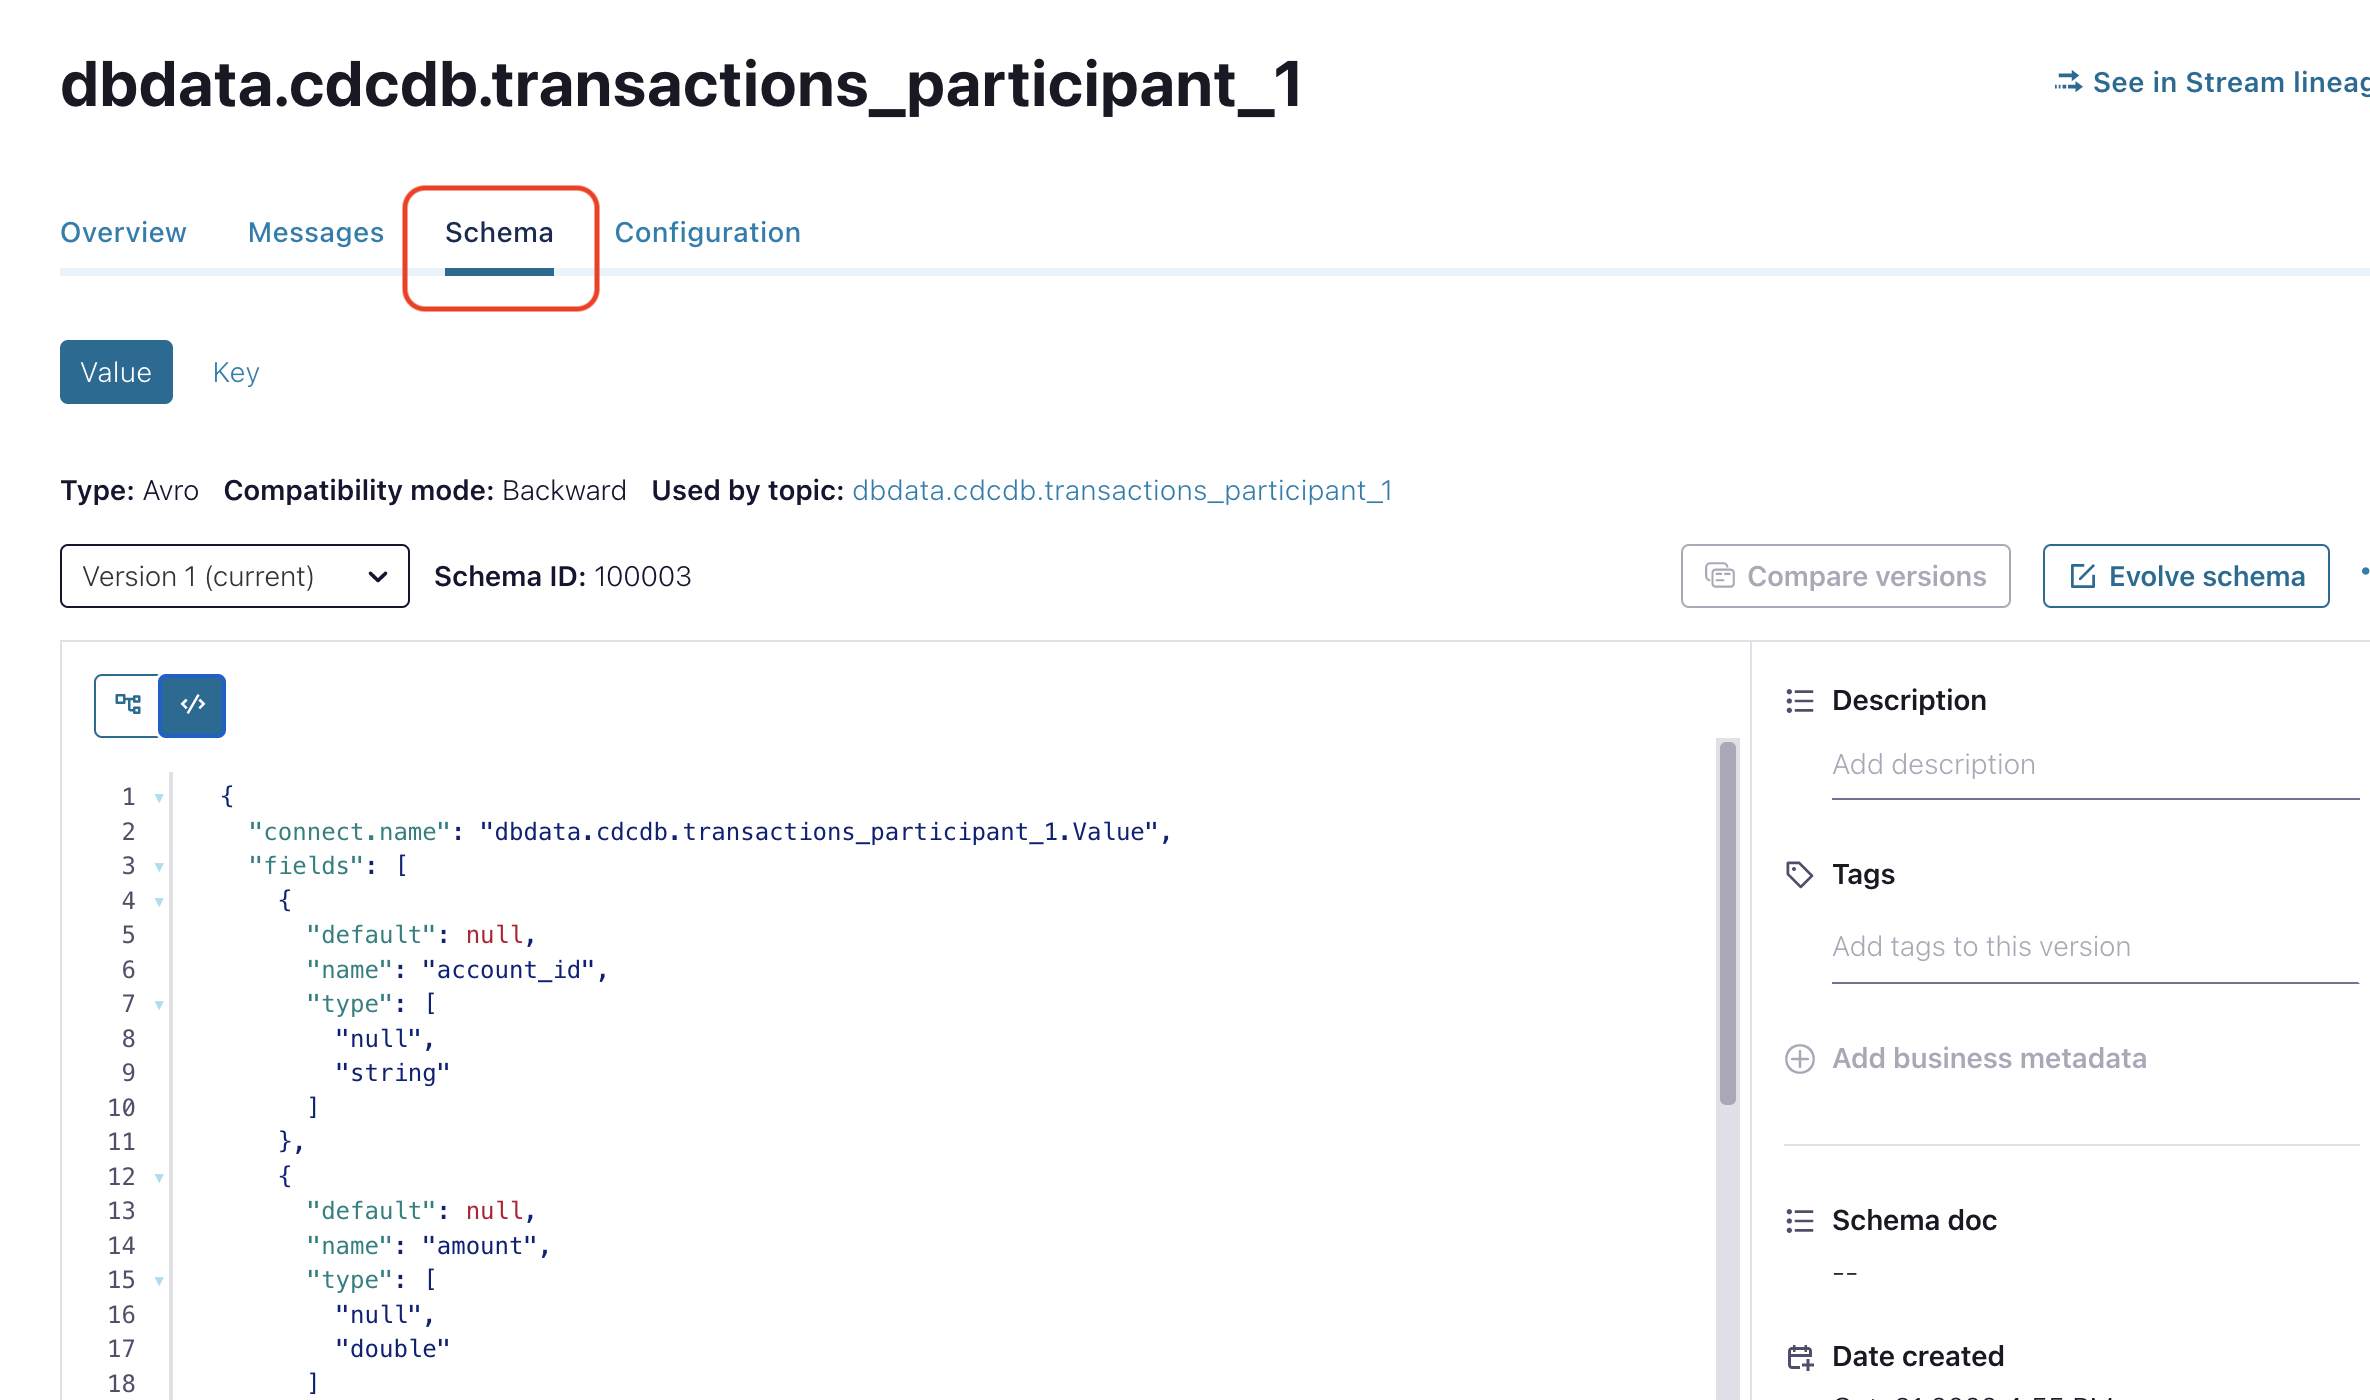 dbdata.cdcdb.transactions_participant_1
See in Stream lineag
Overview Messages Schema Configuration
Value Key
Type: Avro Compatibility mode: Backward Used by topic: dbdata.cdcdb.transactions_participant_1
Version 1 (current) Schema ID: 100003 Compare versions Evolve schema
1 {
2 "connect.name": "dbdata.cdcdb.transactions_participant_1.Value",
3 "fields": [
4 {
5 "default": null,
6 "name": "account_id",
7 "type": [
8 "null",
9 "string"
10 ]
11 },
12 {
13 "default": null,
14 "name": "amount",
15 "type": [
16 "null",
17 "double"
18 ]
Description
Add description
Tags
Add tags to this version
Add business metadata
Schema doc
--
Date created